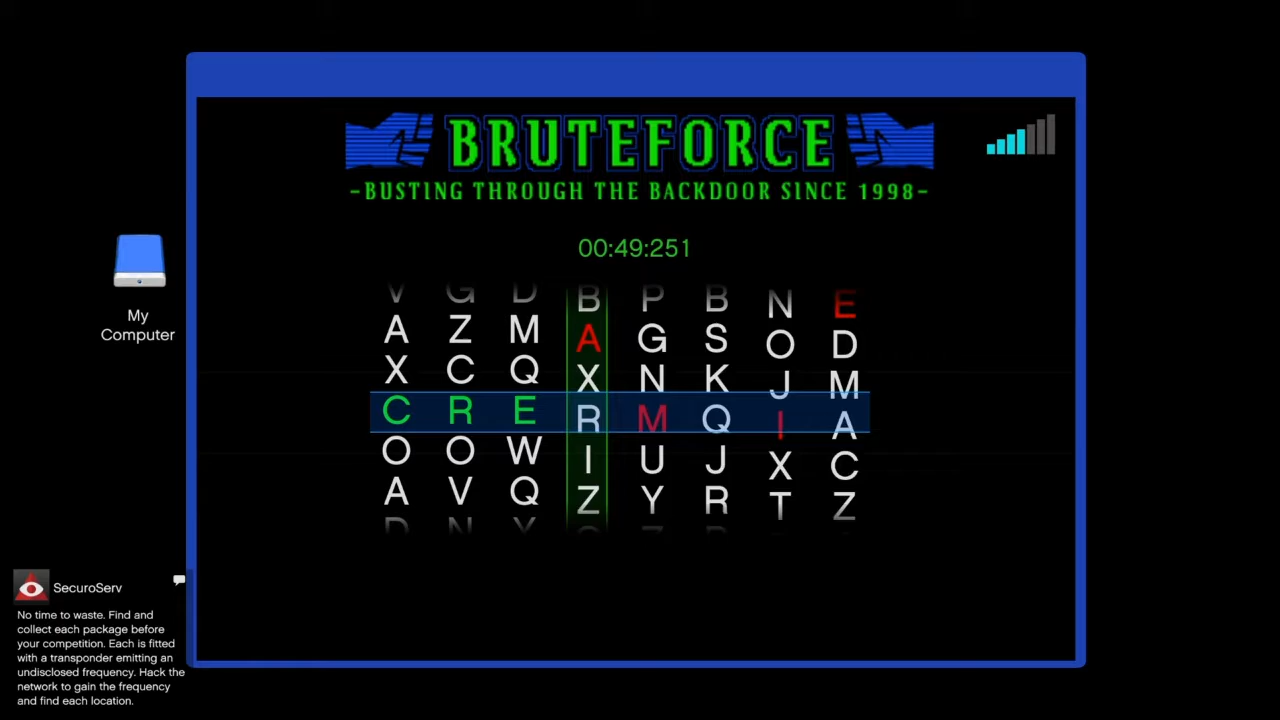 BRUTEFORCE
-BUSTING THROUGH THE BACKDOOR SINCE 1998-
00:49:251
V G D B P B N E
A Z M A G S O D
X C Q X N K J M
C R E R M Q I A
O O W I U J X C
A V Q Z Y R T Z
My
Computer
SecuroServ
No time to waste. Find and
collect each package before
your competition. Each is fitted
with a transponder emitting an
undisclosed frequency. Hack the
network to gain the frequency
and find each location.